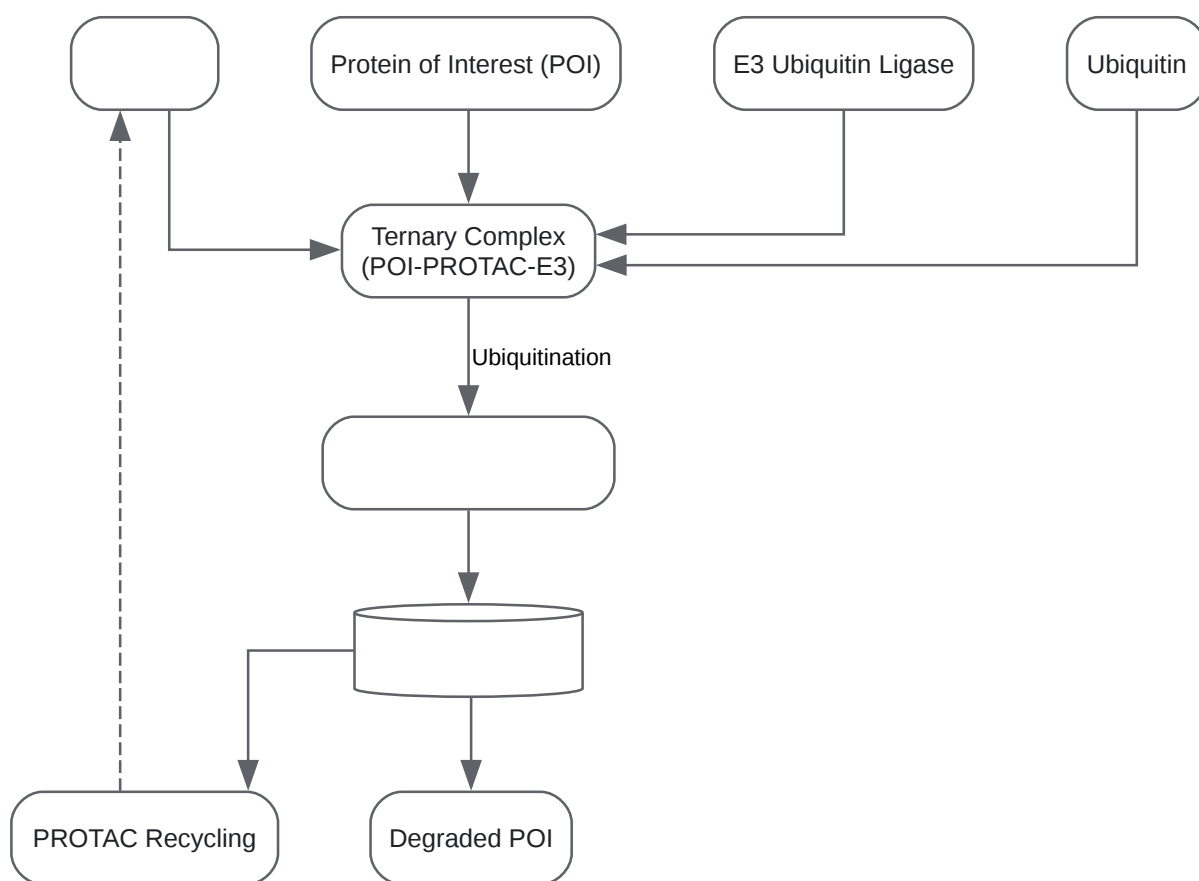 Protein of Interest (POI)
E3 Ubiquitin Ligase
Ubiquitin
Ternary Complex
(POI-PROTAC-E3)
Ubiquitination
PROTAC Recycling
Degraded POI